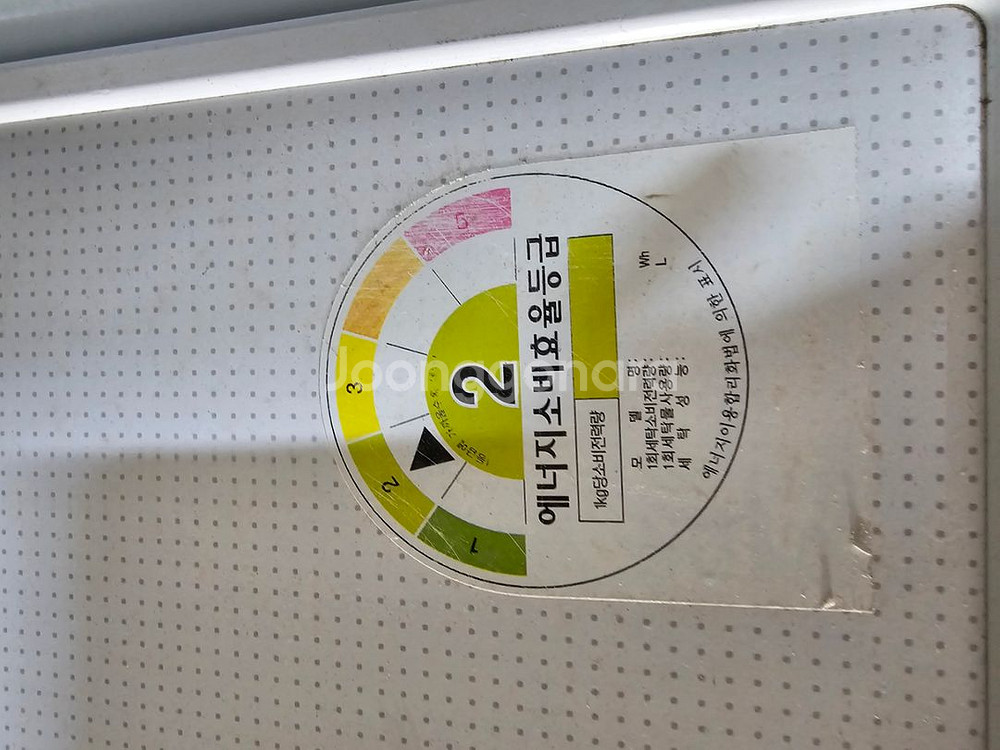 1
2
3
5
2
에너지소비효율등급
1kg당소비전력량
모 델 명 :
1회세탁소비전력량: Wh
1회세탁물사용량: L
세 탁 성 능 :
에너지이용합리화법에 의한 표시